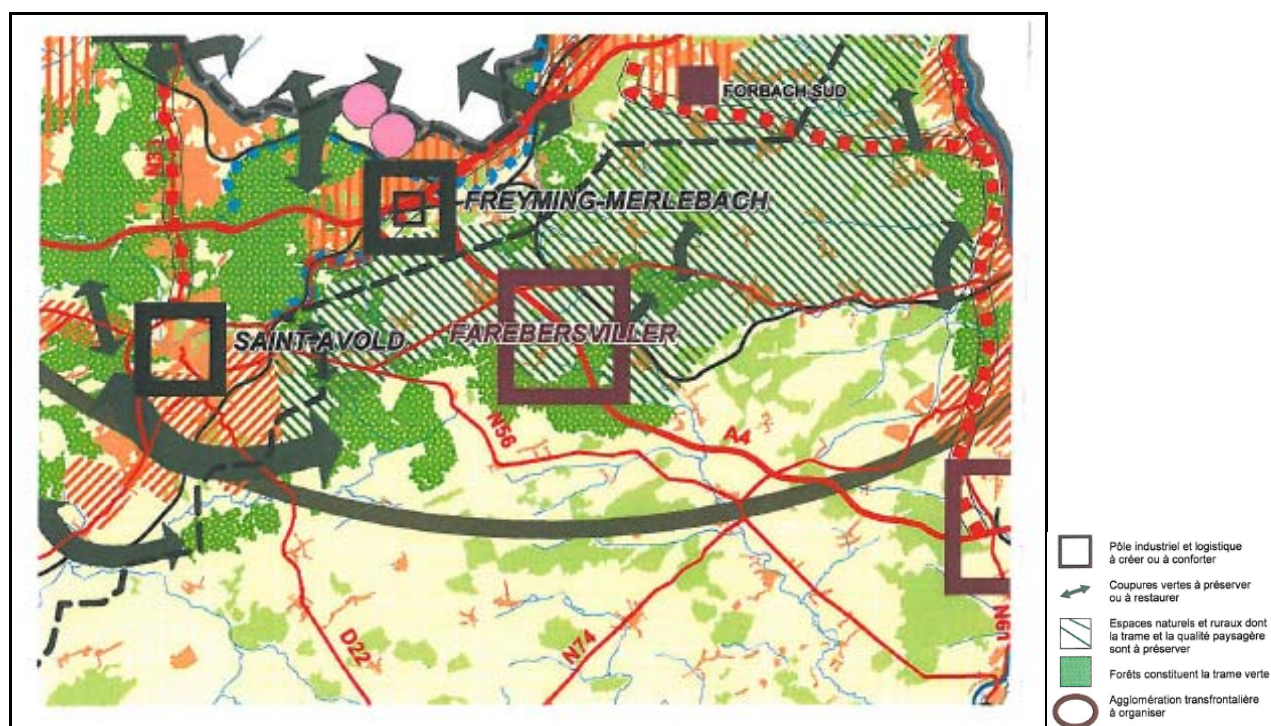 FORBACH SUD
N33
FREYMING-MERLEBACH
SAINT-AVOLD
FAREBERSVILLER
N56
A4
D22
N74
N61
Pôle industriel et logistique
à créer ou à conforter
Coupures vertes à préserver
ou à restaurer
Espaces naturels et ruraux dont
la trame et la qualité paysagère
sont à préserver
Forêts constituent la trame verte
Agglomération transfrontalière
à organiser